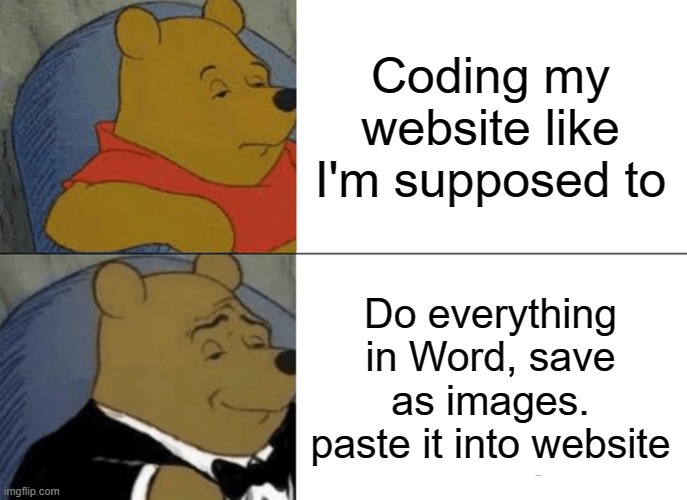 Coding my
website like
I'm supposed to
Do everything
in Word, save
as images.
paste it into website
imgflip.com